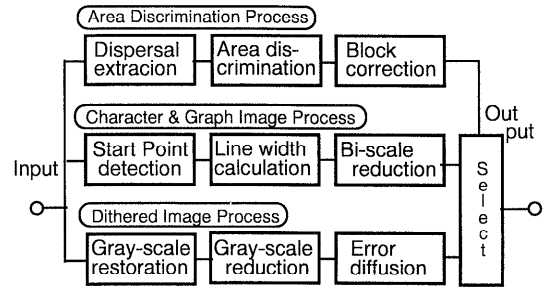 Area Discrimination Process
Dispersal
extracion
Area dis-
crimination
Block
correction
Character & Graph Image Process
Start Point
detection
Line width
calculation
Bi-scale
reduction
Input
Out
put
Select
Dithered Image Process
Gray-scale
restoration
Gray-scale
reduction
Error
diffusion